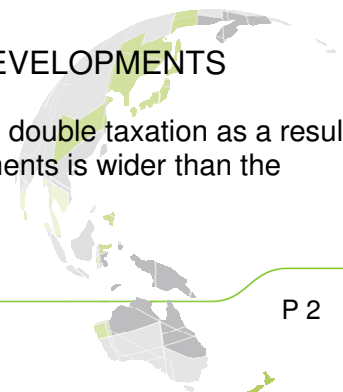 EVELOPMENTS
double taxation as a resul
ents is wider than the
P 2